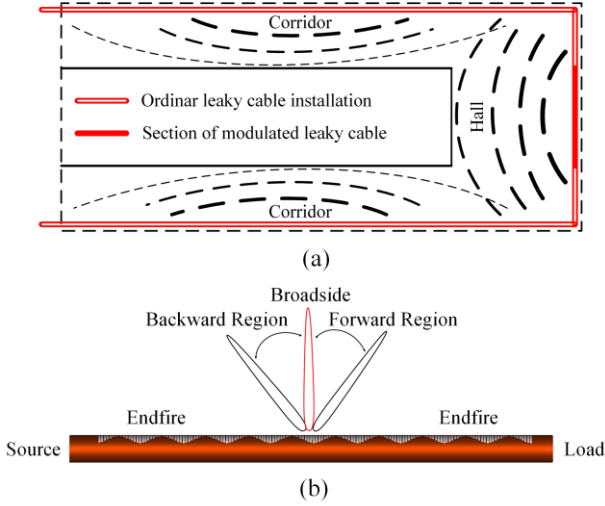 Corridor
Ordinar leaky cable installation
Section of modulated leaky cable
Hall
Corridor
(a)
Broadside
Backward Region
Forward Region
Endfire
Endfire
Source
Load
(b)